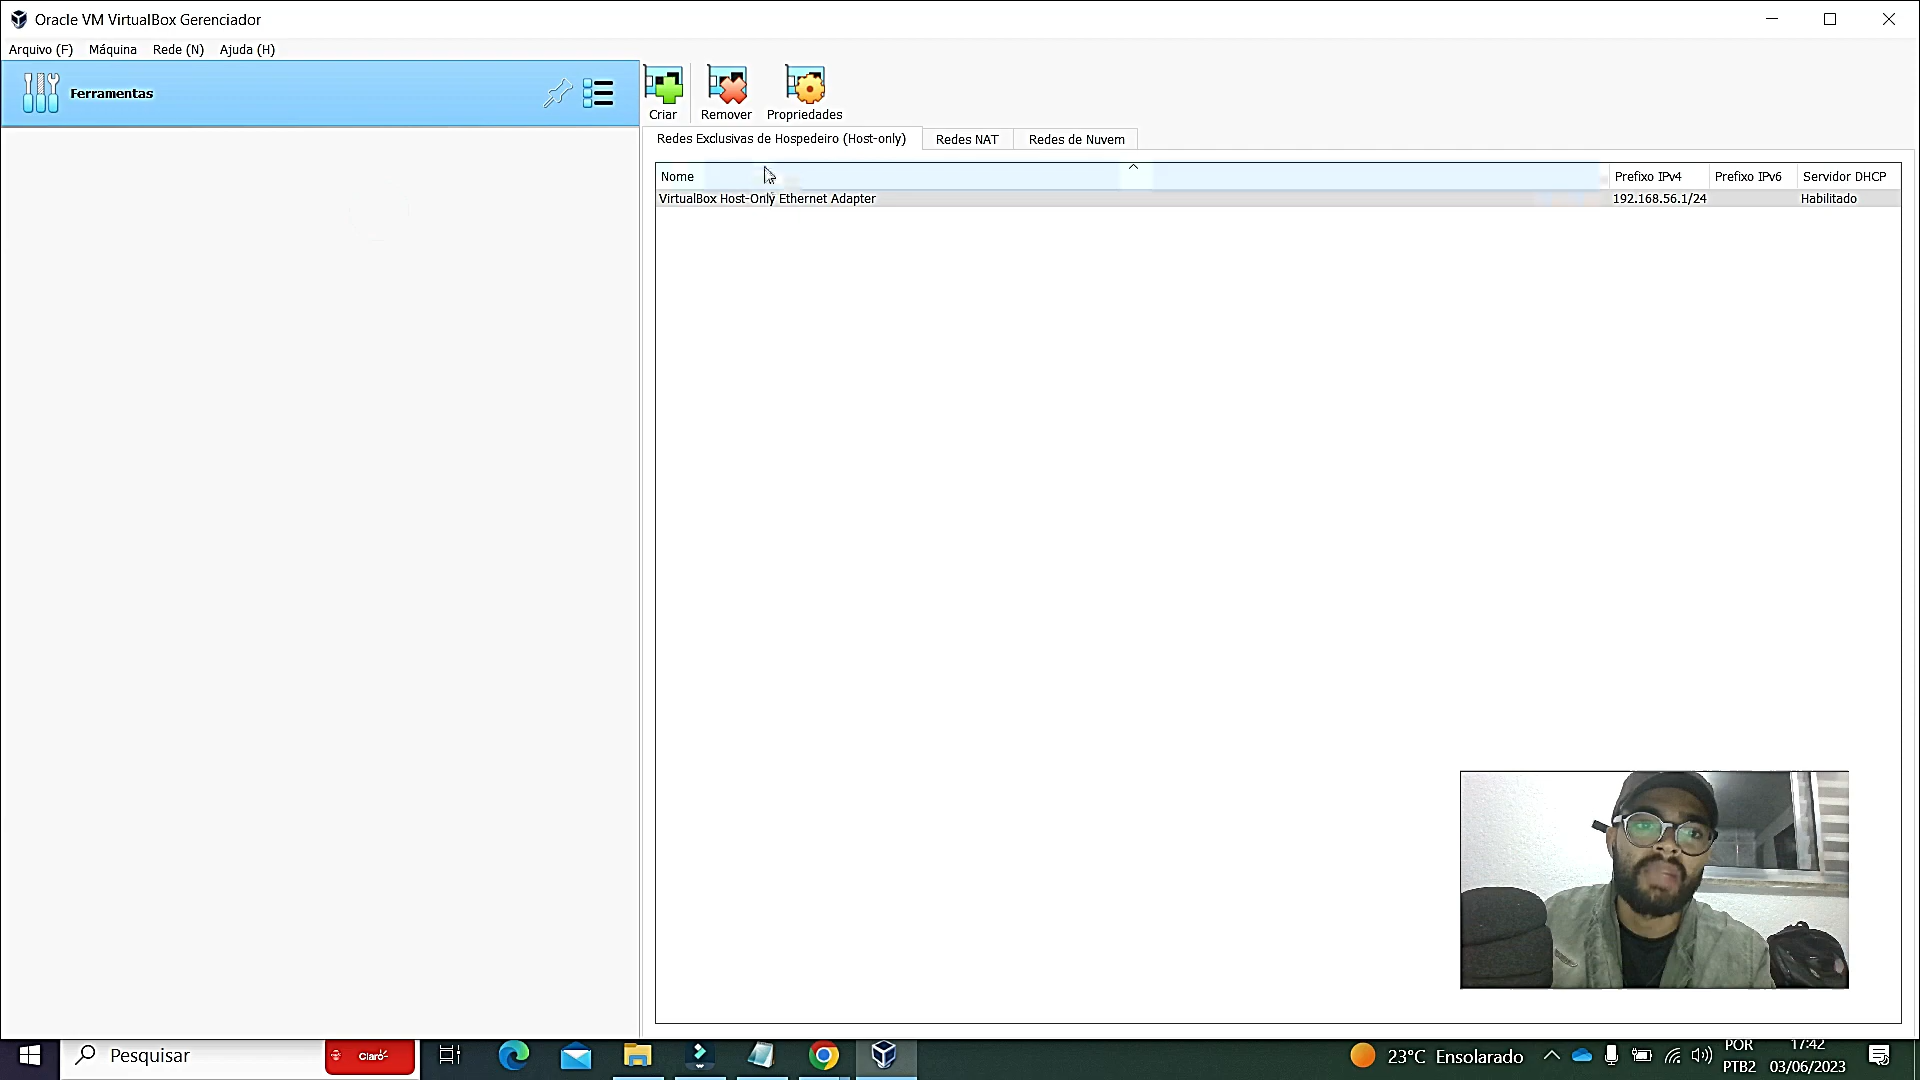 Oracle VM VirtualBox Gerenciador
Arquivo (F) Máquina Rede (N) Ajuda (H)
Ferramentas
Criar Remover Propriedades
Redes Exclusivas de Hospedeiro (Host-only) Redes NAT Redes de Nuvem
Nome Prefixo IPv4 Prefixo IPv6 Servidor DHCP
VirtualBox Host-Only Ethernet Adapter 192.168.56.1/24 Habilitado
Pesquisar
Claro
23°C Ensolarado
POR
PTB2
17:42
03/06/2023